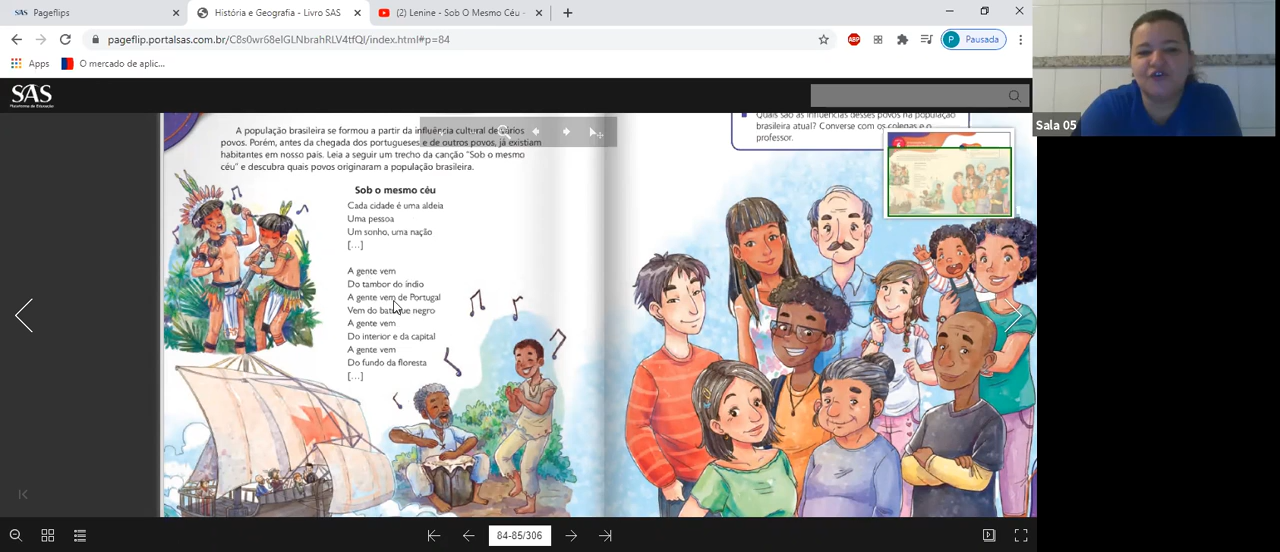 Pageflips
História e Geografia - Livro SAS
(2) Lenine - Sob O Mesmo Céu -
pageflip.portalsas.com.br/C8s0wr68elGLNbrahRLV4tfQI/index.html#p=84
ABP
P Pausada
Apps
O mercado de aplic...
SAS
Plataforma de Educação
Sala 05
A população brasileira se formou a partir da influência cultural de vários
povos. Porém, antes da chegada dos portugueses e de outros povos, já existiam
habitantes em nosso país. Leia a seguir um trecho da canção "Sob o mesmo
céu" e descubra quais povos originaram a população brasileira.
Sob o mesmo céu
Cada cidade é uma aldeia
Uma pessoa
Um sonho, uma nação
[...]
A gente vem
Do tambor do índio
A gente vem de Portugal
Vem do batuque negro
A gente vem
Do interior e da capital
A gente vem
Do fundo da floresta
[...]
Quais são as influências desses povos na população
brasileira atual? Converse com os colegas e o
professor.
84-85/306